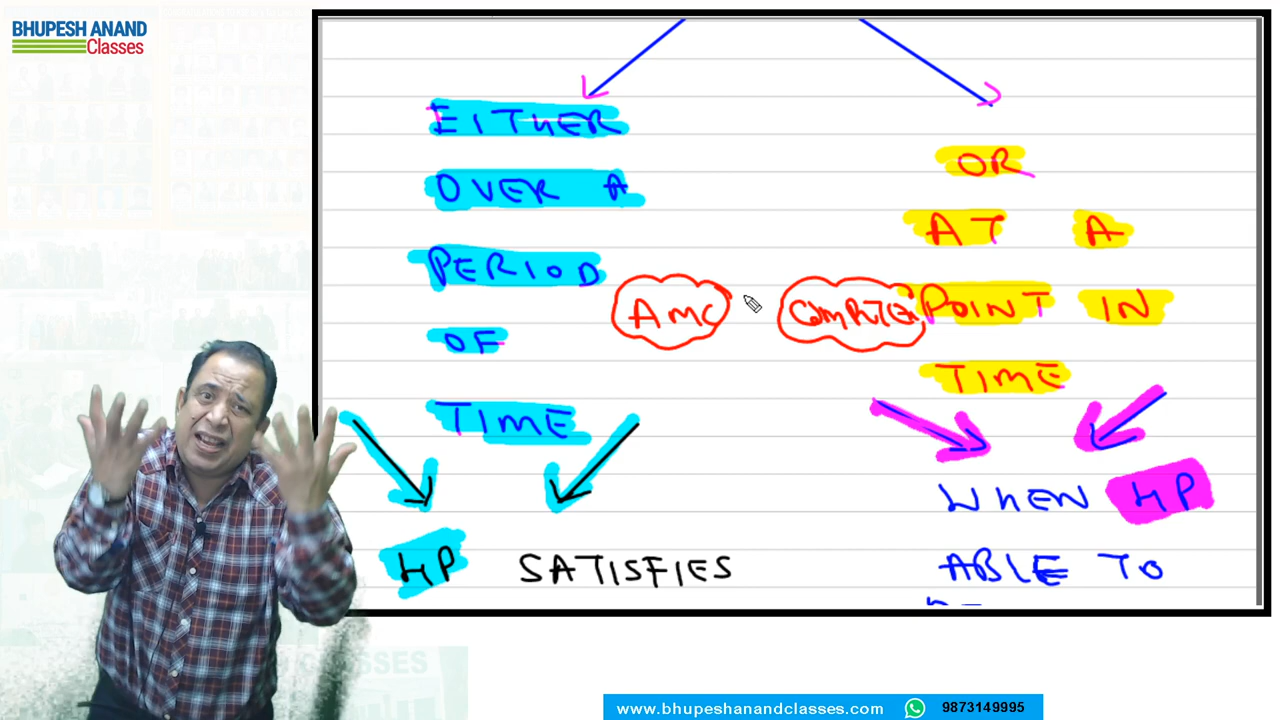 BHUPESH ANAND
Classes
EITHER
OVER A
PERIOD
OF
TIME
HP SATISFIES
AMC
COMPUTER
OR
AT A
POINT IN
TIME
WHEN HP
ABLE TO
www.bhupeshanandclasses.com
9873149995